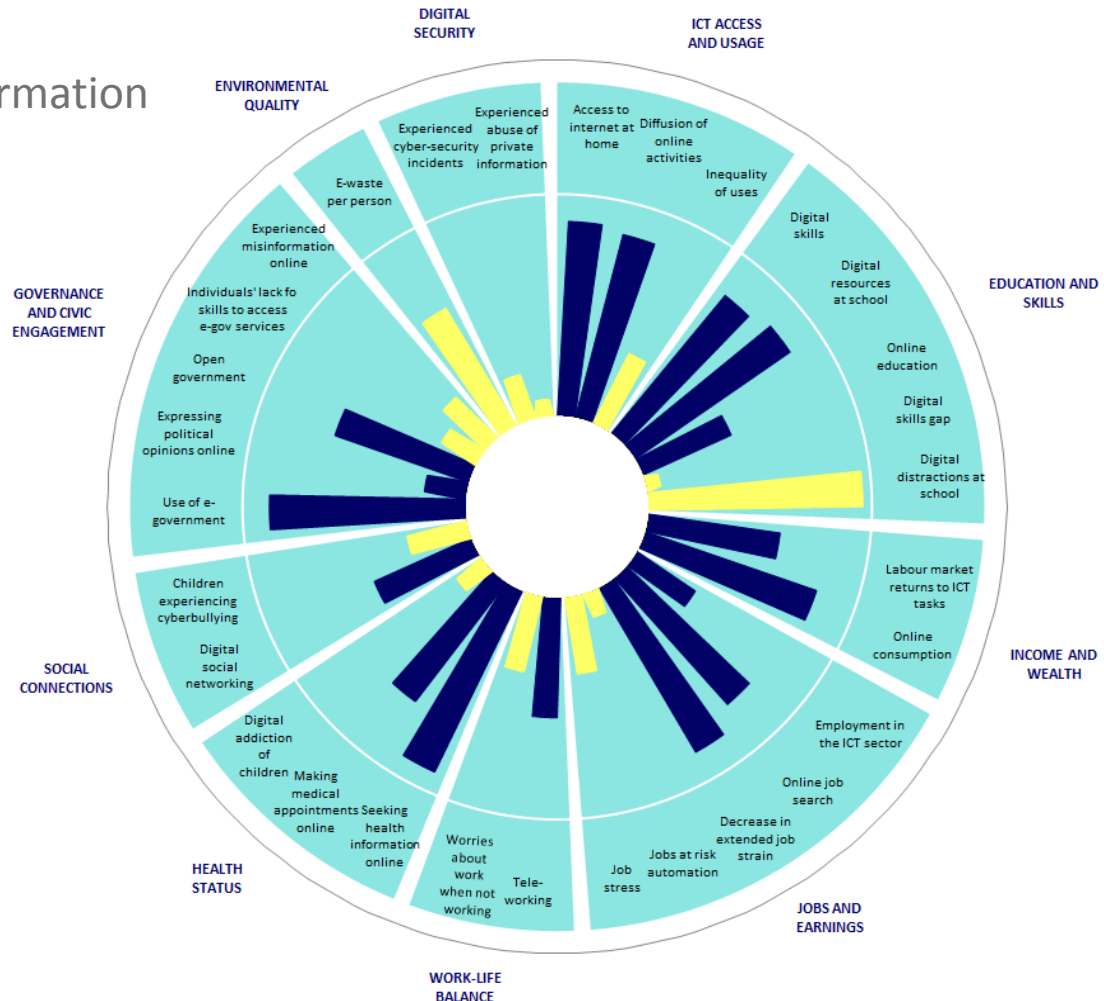 rmation
DIGITAL
SECURITY
ICT ACCESS
AND USAGE
ENVIRONMENTAL
QUALITY
GOVERNANCE
AND CIVIC
ENGAGEMENT
EDUCATION AND
SKILLS
SOCIAL
CONNECTIONS
INCOME AND
WEALTH
HEALTH
STATUS
JOBS AND
EARNINGS
WORK-LIFE
BALANCE
Access to
internet at
home
Diffusion of
online
activities
Inequality
of uses
Digital
skills
Digital
resources
at school
Online
education
Digital
skills gap
Digital
distractions at
school
Labour market
returns to ICT
tasks
Online
consumption
Employment in
the ICT sector
Online job
search
Decrease in
extended job
strain
Jobs at risk
automation
Job
stress
Tele-
working
Worries
about
work
when not
working
Seeking
health
information
online
Making
medical
appointments
online
Digital
addiction
of
children
Digital
social
networking
Children
experiencing
cyberbullying
Use of e-
government
Expressing
political
opinions online
Open
government
Individuals' lack fo
skills to access
e-gov services
Experienced
misinformation
online
E-waste
per person
Experienced
cyber-security
incidents
Experienced
abuse of
private
information